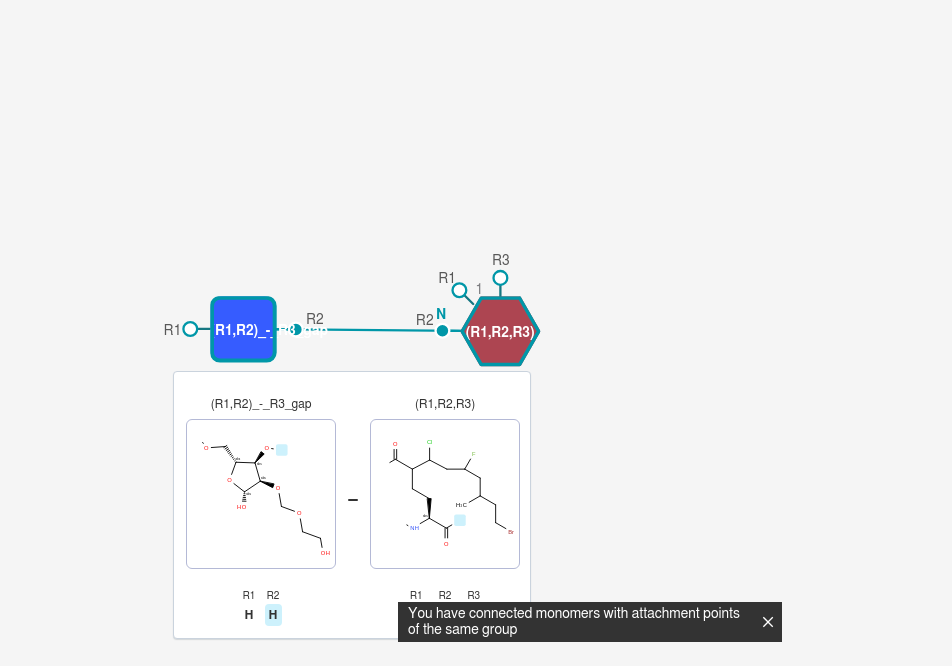 R3
R1
1
N
R2
R2
R1
R1,R2)_-_R3_gap
(R1,R2,R3)
(R1,R2)_-_R3_gap
(R1,R2,R3)
O
O
O
HO
O
O
OH
O
Cl
F
H₃C
NH
O
Br
R1 R2
R1 R2 R3
H H
You have connected monomers with attachment points
of the same group